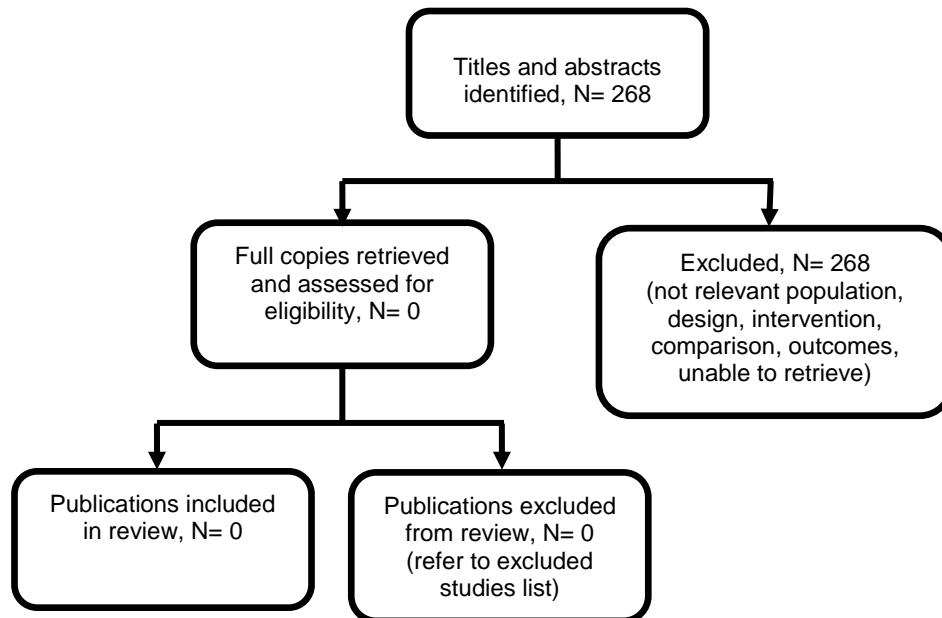 Titles and abstracts
identified, N= 268
Full copies retrieved
and assessed for
eligibility, N= 0
Excluded, N= 268
(not relevant population,
design, intervention,
comparison, outcomes,
unable to retrieve)
Publications included
in review, N= 0
Publications excluded
from review, N= 0
(refer to excluded
studies list)